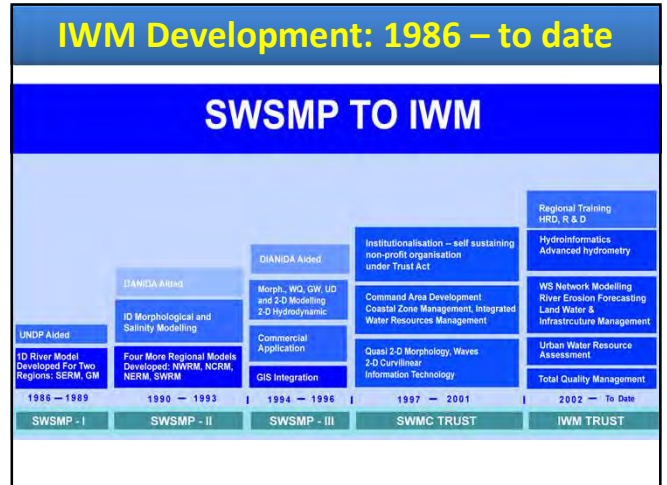 IWM Development: 1986 – to date
SWSMP TO IWM
UNDP Aided
1D River Model
Developed For Two
Regions: SERM, GM
1986 — 1989
SWSMP - I
DANIDA Aided
ID Morphological and
Salinity Modelling
Four More Regional Models
Developed: NWRM, NCRM,
NERM, SWRM
1990 — 1993
SWSMP - II
DIANiDA Aided
Morph., WQ, GW, UD
and 2-D Modelling
2-D Hydrodynamic
Commercial
Application
GIS Integration
1994 — 1996
SWSMP - III
Institutionalisation -- self sustaining
non-profit organisation
under Trust Act
Command Area Development
Coastal Zone Management, Integrated
Water Resources Management
Quasi 2-D Morphology, Waves
2-D Curvilinear
Information Technology
1997 — 2001
SWMC TRUST
Regional Training
HRD, R & D
Hydroinformatics
Advanced hydrometry
WS Network Modelling
River Erosion Forecasting
Land Water &
Infrastrcuture Management
Urban Water Resource
Assessment
Total Quality Management
2002 — To Date
IWM TRUST